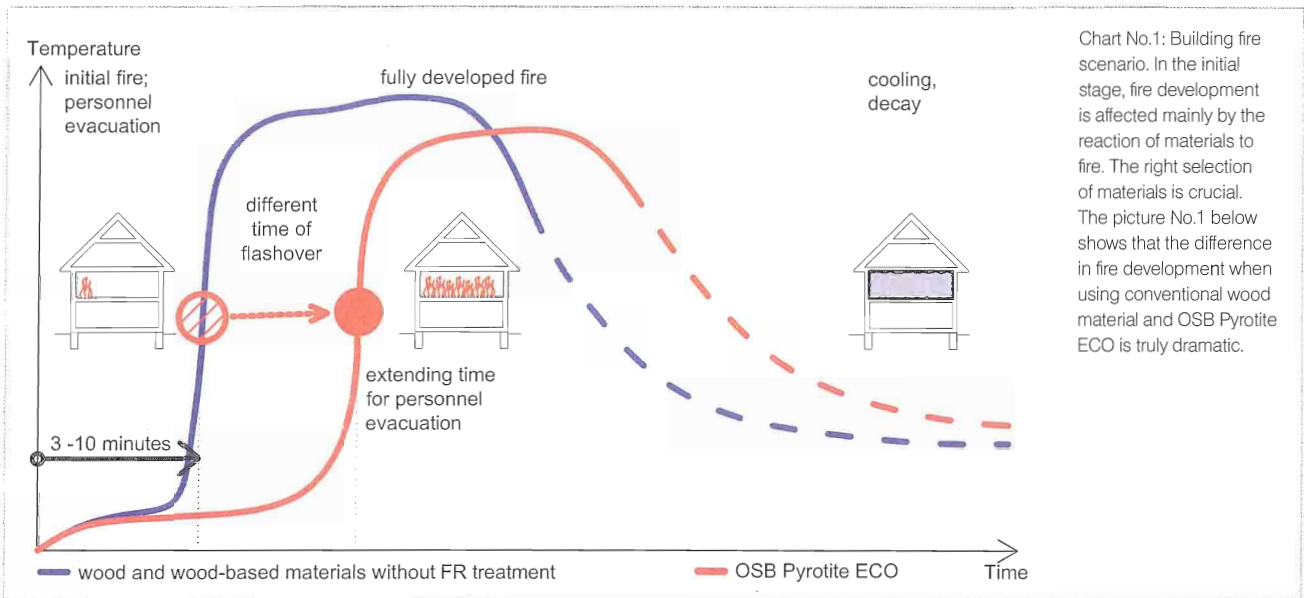 Temperature
initial fire;
personnel
evacuation
fully developed fire
cooling,
decay
different
time of
flashover
extending time
for personnel
evacuation
3 -10 minutes
wood and wood-based materials without FR treatment
OSB Pyrotite ECO
Time
Chart No.1: Building fire
scenario. In the initial
stage, fire development
is affected mainly by the
reaction of materials to
fire. The right selection
of materials is crucial.
The picture No.1 below
shows that the difference
in fire development when
using conventional wood
material and OSB Pyrotite
ECO is truly dramatic.